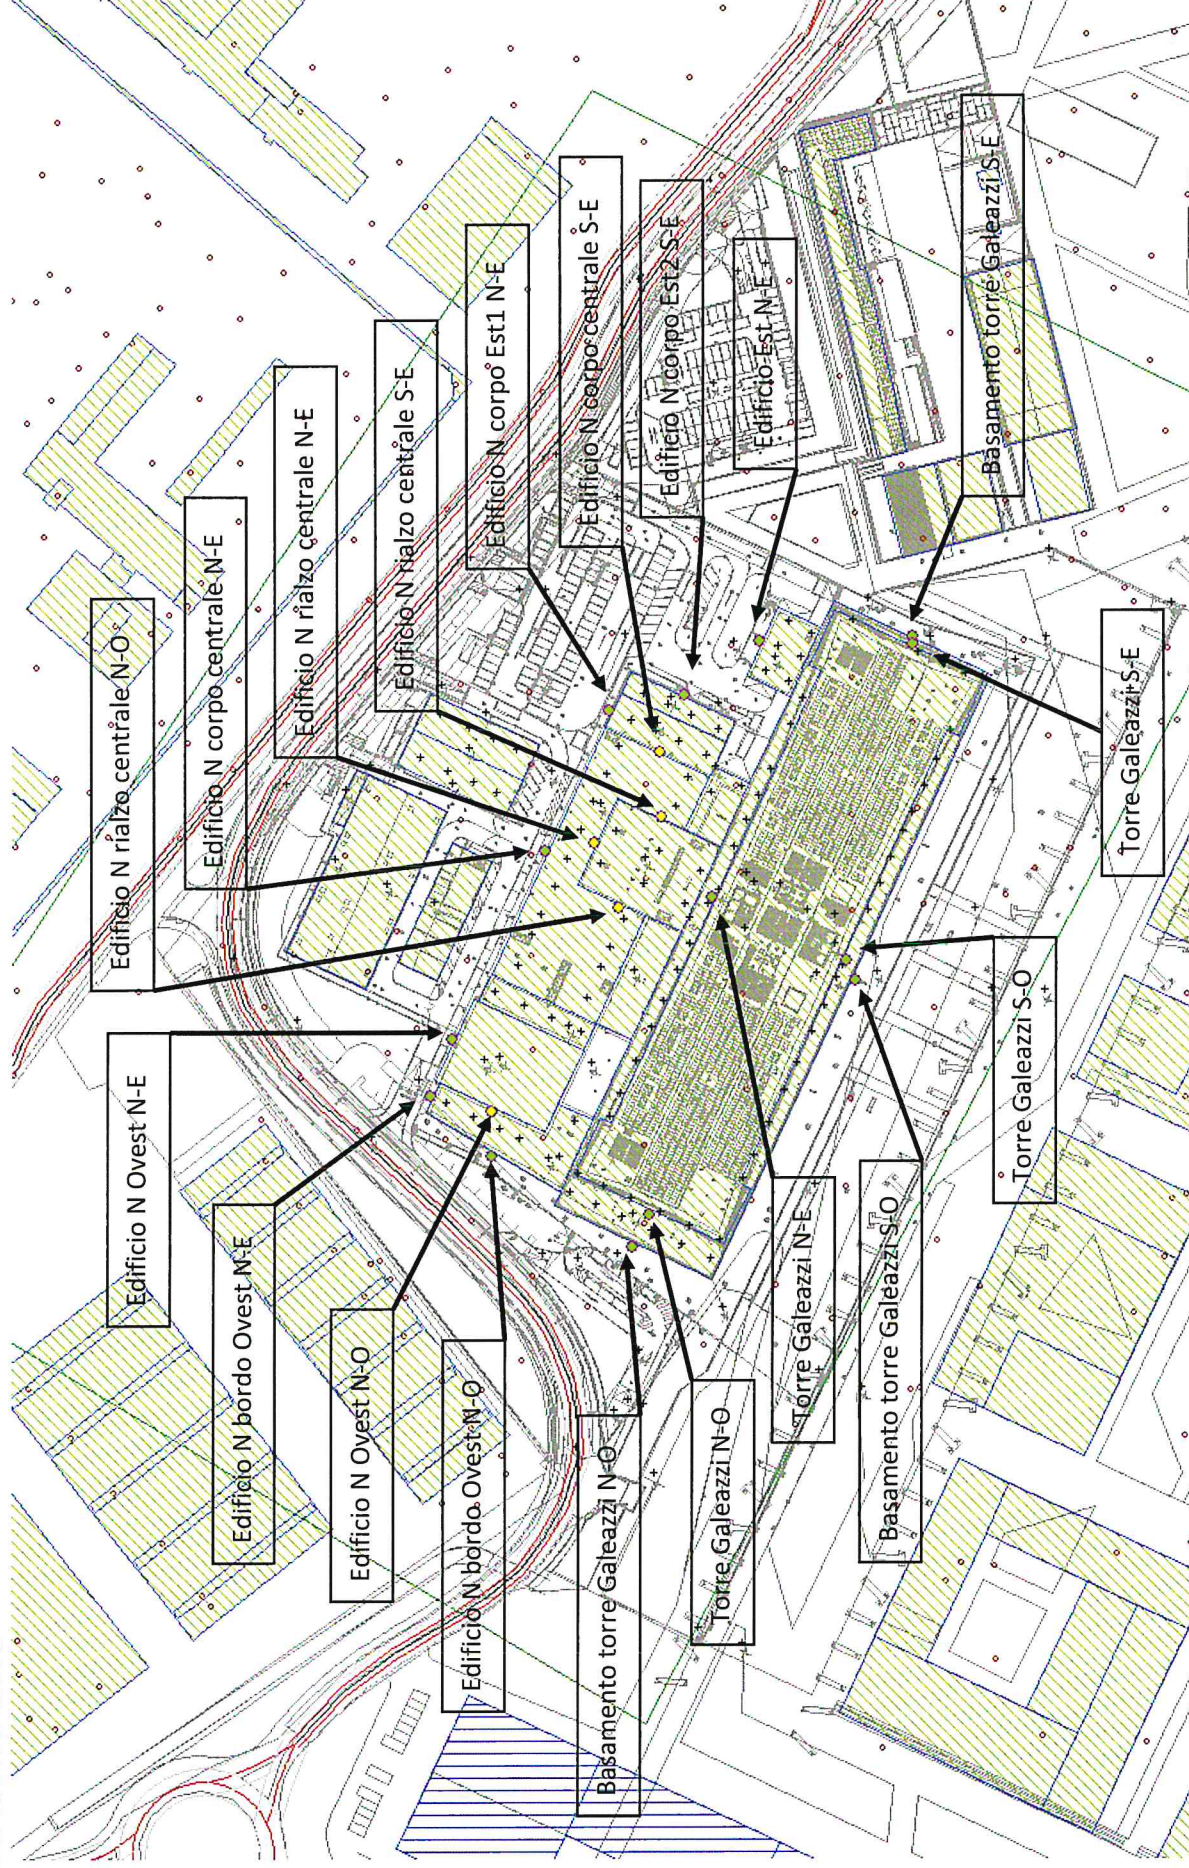 Edificio N rialzo centrale N-O
Edificio N corpo centrale N-E
Edificio N rialzo centrale N-E
Edificio N rialzo centrale S-E
Edificio N corpo Est1 N-E
Edificio N corpo centrale S-E
Edificio N corpo Est2 S-E
Edificio Est N-E
Basamento torre Galeazzi S-E
Edificio N Ovest N-E
Edificio N bordo Ovest N-E
Edificio N Ovest N-O
Edificio N bordo Ovest N-O
Basamento torre Galeazzi N-O
Torre Galeazzi N-O
Torre Galeazzi N-E
Basamento torre Galeazzi S-O
Torre Galeazzi S-O
Torre Galeazzi S-E